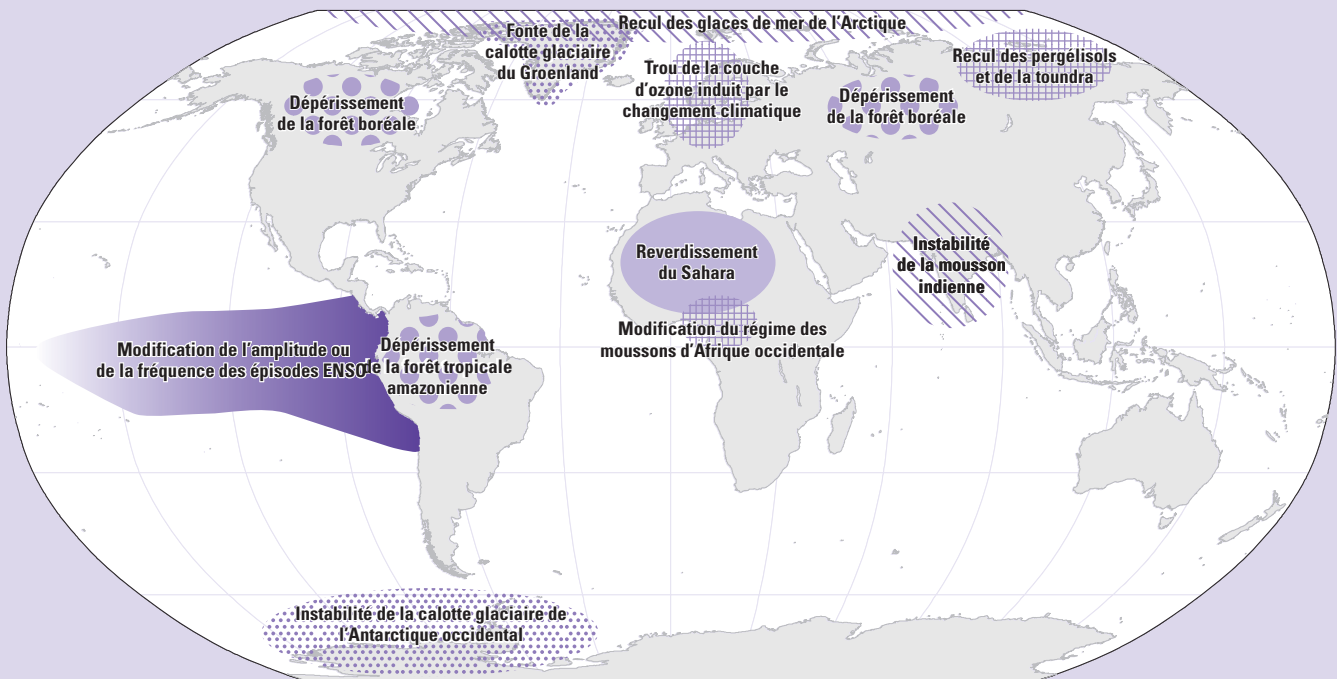 Recul des glaces de mer de l'Arctique
Fonte de la
calotte glaciaire
du Groenland
Trou de la couche
d'ozone induit par le
changement climatique
Recul des pergélisols
et de la toundra
Dépérissement
de la forêt boréale
Dépérissement
de la forêt boréale
Reverdissement
du Sahara
Instabilité
de la mousson
indienne
Modification du régime des
moussons d'Afrique occidentale
Modification de l'amplitude ou
de la fréquence des épisodes ENSO
Dépérissement
de la forêt tropicale
amazonienne
Instabilité de la calotte glaciaire de
l'Antarctique occidental